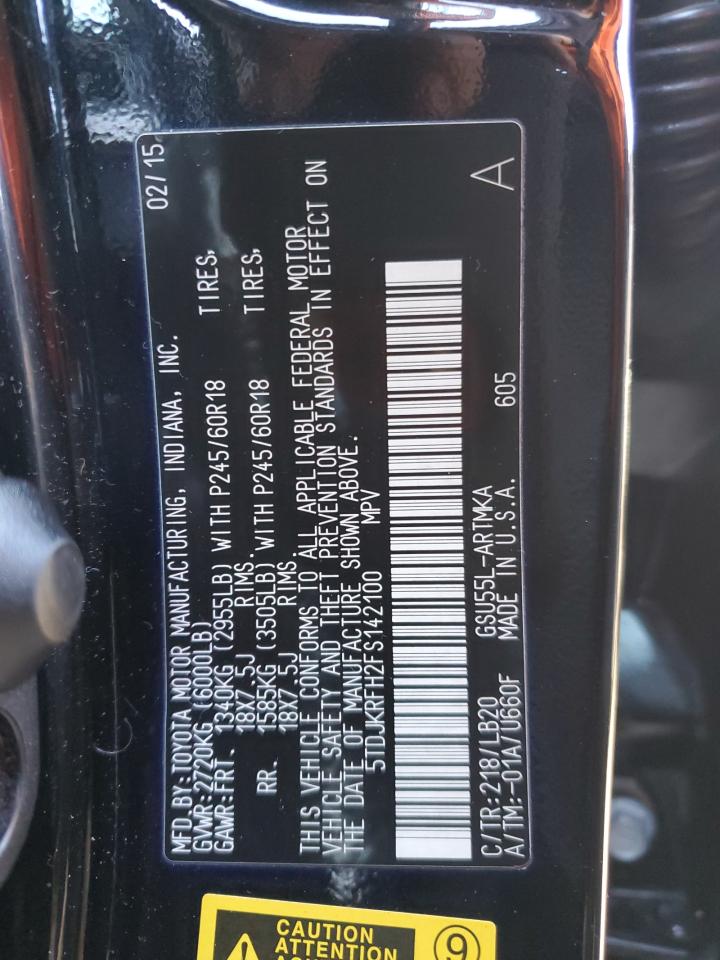 MFD.BY:TOYOTA MOTOR MANUFACTURING, INDIANA, INC. 02/15
GVWR:2720KG (6000LB)
GAWR:FRT. 1340KG (2955LB) WITH P245/60R18 TIRES,
18X7.5J RIMS.
RR. 1585KG (3505LB) WITH P245/60R18 TIRES,
18X7.5J RIMS.
THIS VEHICLE CONFORMS TO ALL APPLICABLE FEDERAL MOTOR
VEHICLE SAFETY AND THEFT PREVENTION STANDARDS IN EFFECT ON
THE DATE OF MANUFACTURE SHOWN ABOVE.
5TDJKRFH2FS142100 MPV
C/TR:218/LB20 GSU55L-ARTMKA A
A/TM:-01A/U660F MADE IN U.S.A. 605
CAUTION
ATTENTION
9